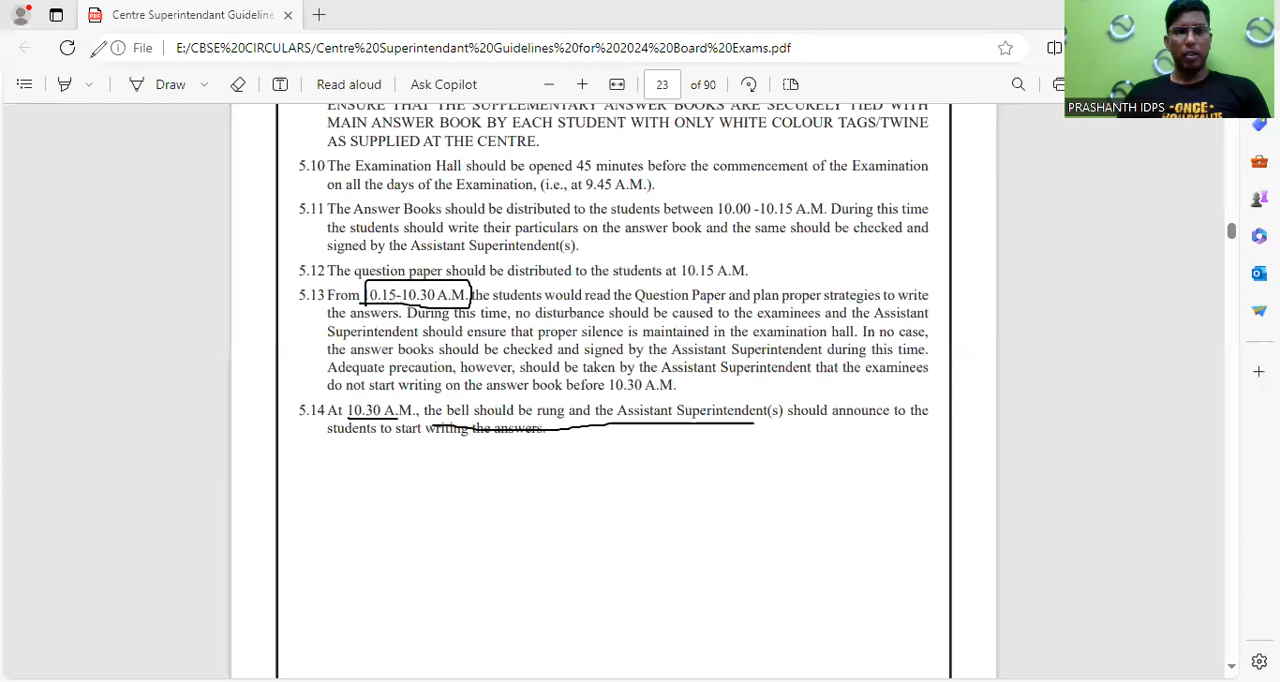 Centre Superintendant Guideline
File
E:/CBSE%20CIRCULARS/Centre%20Superintendant%20Guidelines%20for%202024%20Board%20Exams.pdf
Draw
Read aloud
Ask Copilot
23
of 90
PRASHANTH IDPS
ENSURE THAT THE SUPPLEMENTARY ANSWER BOOKS ARE SECURELY TIED WITH
MAIN ANSWER BOOK BY EACH STUDENT WITH ONLY WHITE COLOUR TAGS/TWINE
AS SUPPLIED AT THE CENTRE.
5.10 The Examination Hall should be opened 45 minutes before the commencement of the Examination
on all the days of the Examination, (i.e., at 9.45 A.M.).
5.11 The Answer Books should be distributed to the students between 10.00 -10.15 A.M. During this time
the students should write their particulars on the answer book and the same should be checked and
signed by the Assistant Superintendent(s).
5.12 The question paper should be distributed to the students at 10.15 A.M.
5.13 From 10.15-10.30 A.M. the students would read the Question Paper and plan proper strategies to write
the answers. During this time, no disturbance should be caused to the examinees and the Assistant
Superintendent should ensure that proper silence is maintained in the examination hall. In no case,
the answer books should be checked and signed by the Assistant Superintendent during this time.
Adequate precaution, however, should be taken by the Assistant Superintendent that the examinees
do not start writing on the answer book before 10.30 A.M.
5.14 At 10.30 A.M., the bell should be rung and the Assistant Superintendent(s) should announce to the
students to start writing the answers.